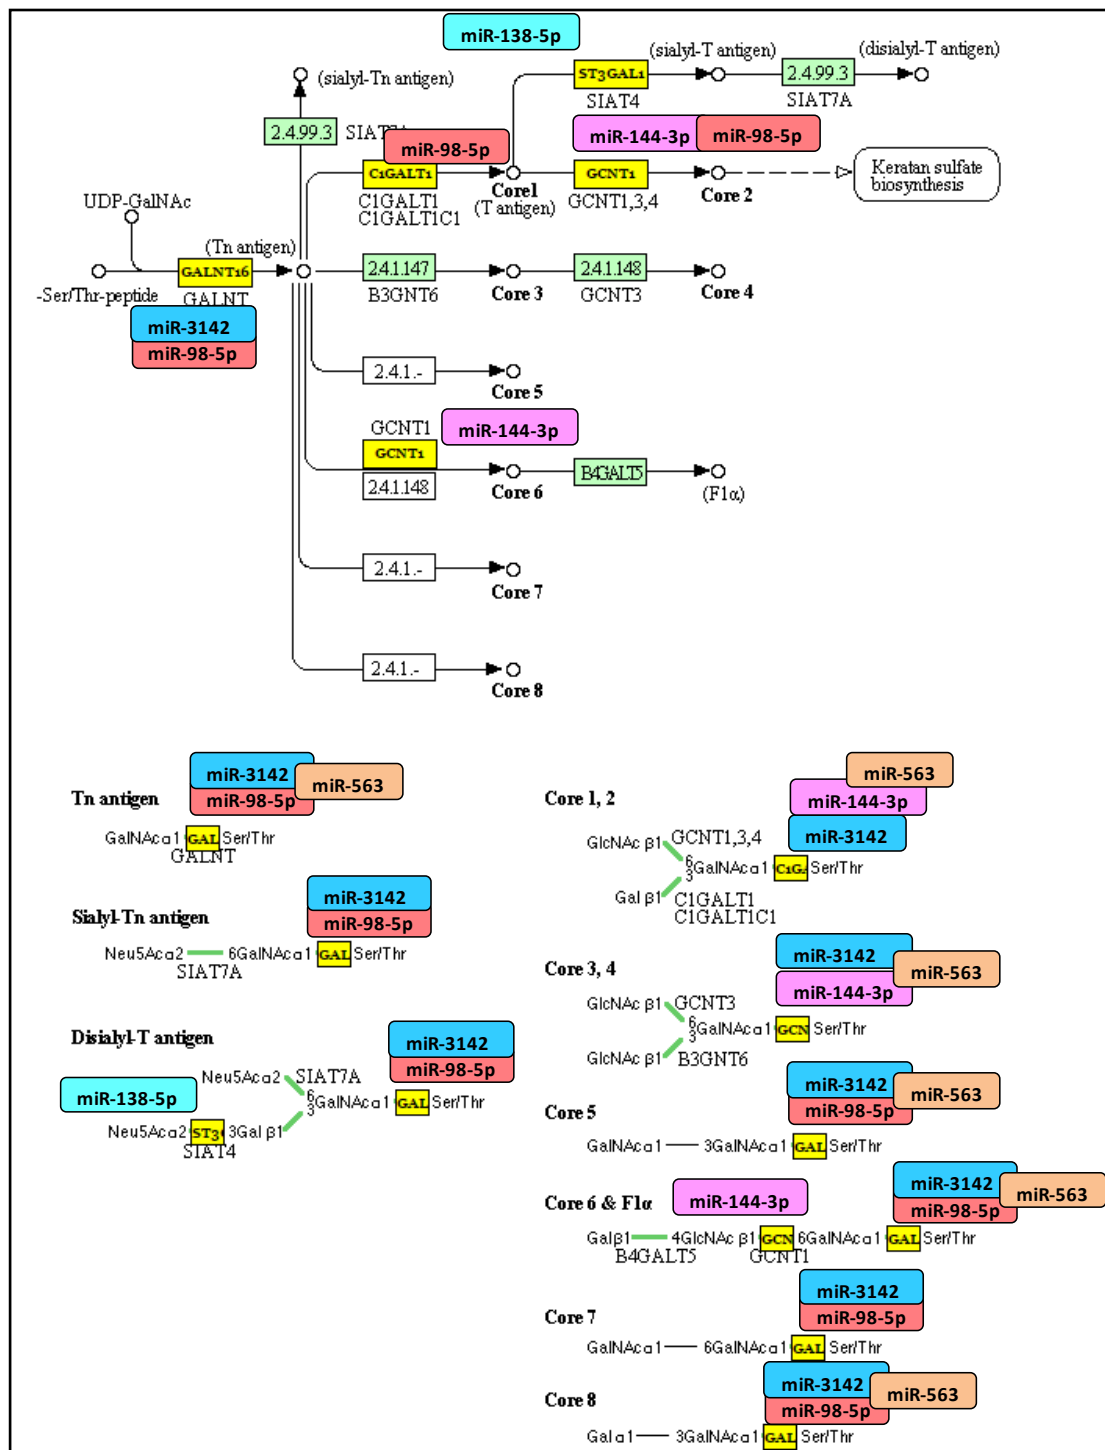 miR-138-5p
(sialyl-T antigen)
(disialyl-T antigen)
(sialyl-Tn antigen)
ST3GAL1
2.4.99.3
SIAT4
SIAT7A
2.4.99.3
miR-98-5p
miR-144-3p
miR-98-5p
C1GALT1
Core1
(T antigen)
GCNT1
Core 2
Keratan sulfate
biosynthesis
C1GALT1
C1GALT1C1
GCNT1,3,4
UDP-GalNAc
(Tn antigen)
GALNT16
2.4.1.147
2.4.1.148
-Ser/Thr-peptide
GALNT
B3GNT6
Core 3
GCNT3
Core 4
miR-3142
miR-98-5p
2.4.1.-
Core 5
GCNT1
miR-144-3p
GCNT1
2.4.1.148
Core 6
B4GALT5
(F1α)
2.4.1.-
Core 7
2.4.1.-
Core 8
miR-3142
miR-563
miR-98-5p
Tn antigen
GalNAcα1 GAL Ser/Thr
GALNT
miR-3142
miR-98-5p
Sialyl-Tn antigen
Neu5Acα2 6GalNAcα1 GAL Ser/Thr
SIAT7A
miR-3142
miR-98-5p
Disialyl-T antigen
Neu5Acα2 SIAT7A
miR-138-5p
6
3GalNAcα1 GAL Ser/Thr
Neu5Acα2 ST3 3Galβ1
SIAT4
miR-563
miR-144-3p
miR-3142
Core 1, 2
GlcNAc β1 GCNT1,3,4
6
3GalNAcα1 C1GA Ser/Thr
Gal β1 C1GALT1
C1GALT1C1
miR-3142
miR-563
miR-144-3p
Core 3, 4
GlcNAc β1 GCNT3
6
3GalNAcα1 GCN Ser/Thr
GlcNAc β1 B3GNT6
miR-3142
miR-563
miR-98-5p
Core 5
GalNAcα1 3GalNAcα1 GAL Ser/Thr
miR-3142
miR-563
miR-98-5p
Core 6 & F1α
miR-144-3p
Galβ1 4GlcNAc β1 GCN 6GalNAcα1 GAL Ser/Thr
B4GALT5 GCNT1
miR-3142
miR-98-5p
Core 7
GalNAcα1 6GalNAcα1 GAL Ser/Thr
miR-3142
miR-563
miR-98-5p
Core 8
Galα1 3GalNAcα1 GAL Ser/Thr